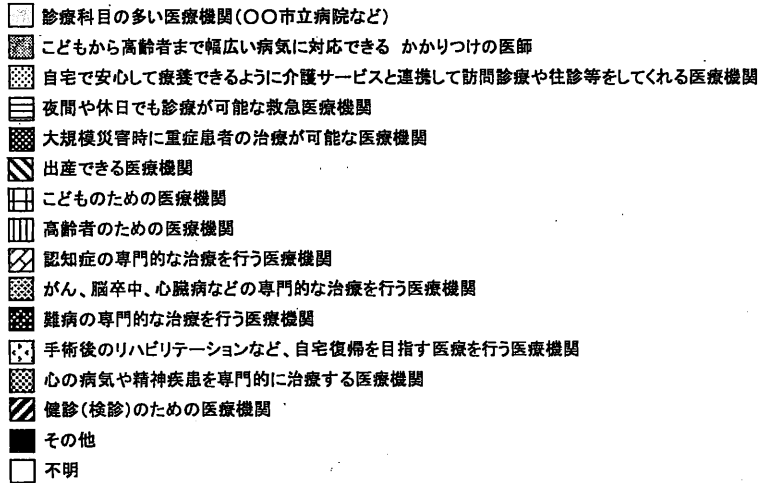 診療科目の多い医療機関(〇〇市立病院など)
こどもから高齢者まで幅広い病気に対応できる かかりつけの医師
自宅で安心して療養できるように介護サービスと連携して訪問診療や往診等をしてくれる医療機関
夜間や休日でも診療が可能な救急医療機関
大規模災害時に重症患者の治療が可能な医療機関
出産できる医療機関
こどものための医療機関
高齢者のための医療機関
認知症の専門的な治療を行う医療機関
がん、脳卒中、心臓病などの専門的な治療を行う医療機関
難病の専門的な治療を行う医療機関
手術後のリハビリテーションなど、自宅復帰を目指す医療を行う医療機関
心の病気や精神疾患を専門的に治療する医療機関
健診(検診)のための医療機関
その他
不明